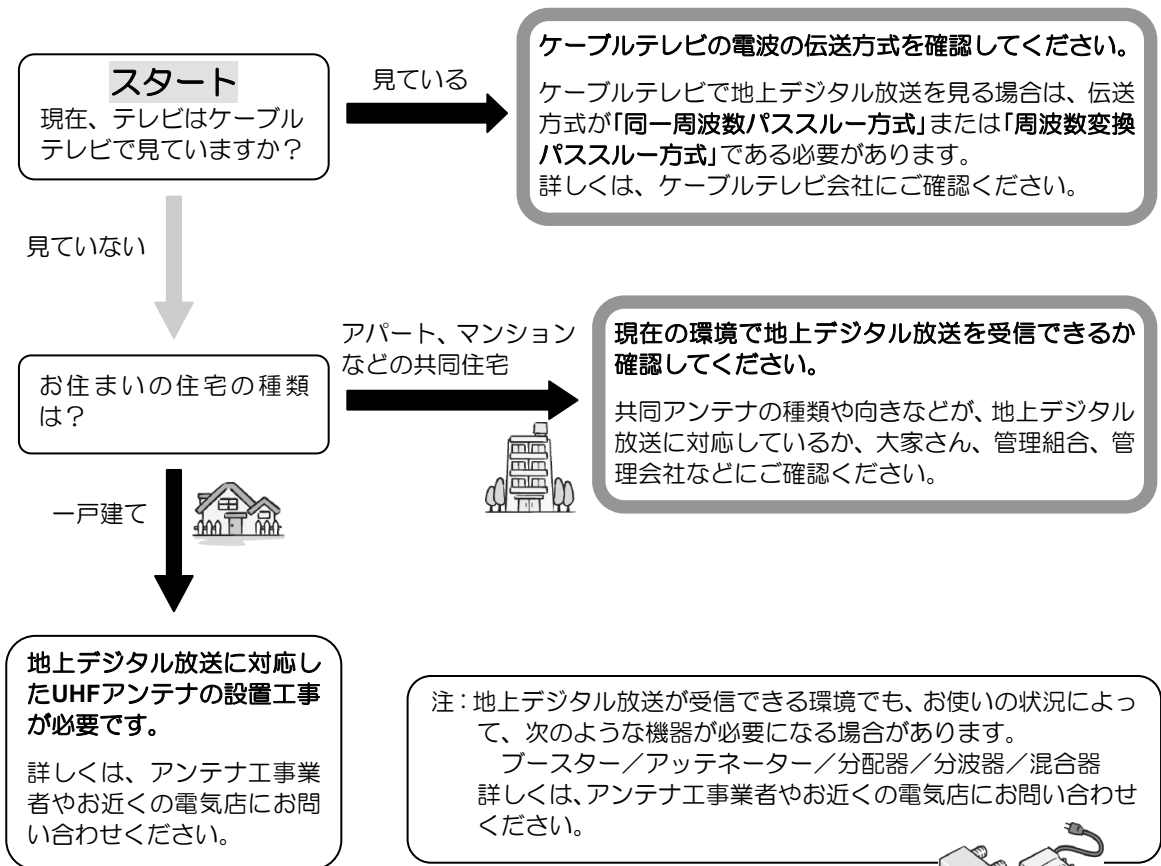 スタート
現在、テレビはケーブル
テレビで見ていますか？
見ている
ケーブルテレビの電波の伝送方式を確認してください。
ケーブルテレビで地上デジタル放送を見る場合は、伝送
方式が「同一周波数パススルー方式」または「周波数変換
パススルー方式」である必要があります。
詳しくは、ケーブルテレビ会社にご確認ください。
見ていない
お住まいの住宅の種類
は？
アパート、マンション
などの共同住宅
現在の環境で地上デジタル放送を受信できるか
確認してください。
共同アンテナの種類や向きなどが、地上デジタル
放送に対応しているか、大家さん、管理組合、管
理会社などにご確認ください。
一戸建て
地上デジタル放送に対応し
たUHFアンテナの設置工事
が必要です。
詳しくは、アンテナ工事業
者やお近くの電気店にお問
い合わせください。
注：地上デジタル放送が受信できる環境でも、お使いの状況によっ
て、次のような機器が必要になる場合があります。
ブースター／アッテネーター／分配器／分波器／混合器
詳しくは、アンテナ工事業者やお近くの電気店にお問い合わせ
ください。